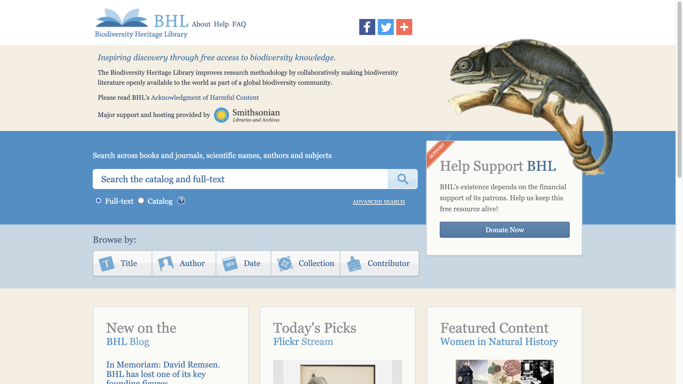 BHL
Biodiversity Heritage Library
About Help FAQ
Inspiring discovery through free access to biodiversity knowledge.
The Biodiversity Heritage Library improves research methodology by collaboratively making biodiversity
literature openly available to the world as part of a global biodiversity community.
Please read BHL's Acknowledgment of Harmful Content
Major support and hosting provided by Smithsonian
Libraries and Archives
Search across books and journals, scientific names, authors and subjects
Search the catalog and full-text
Full-text Catalog ?
ADVANCED SEARCH
SUPPORT
Help Support BHL
BHL's existence depends on the financial
support of its patrons. Help us keep this
free resource alive!
Donate Now
Browse by:
Title Author Date Collection Contributor
New on the
BHL Blog
In Memoriam: David Remsen.
BHL has lost one of its key
founding figures
Today's Picks
Flickr Stream
Featured Content
Women in Natural History